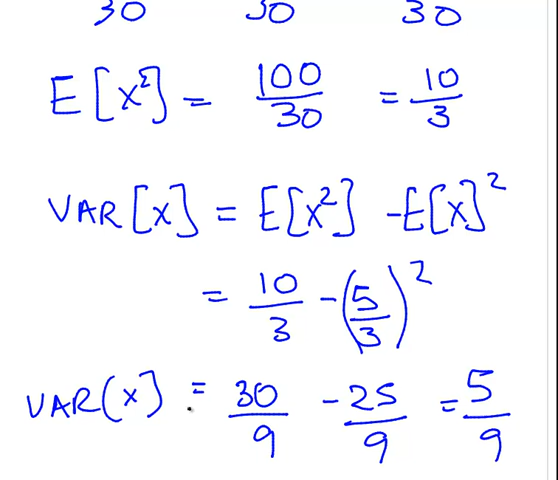 30 30 30
E[x²] = 100/30 = 10/3
VAR[x] = E[x²] - E[x]²
= 10/3 - (5/3)²
VAR(x) = 30/9 - 25/9 = 5/9